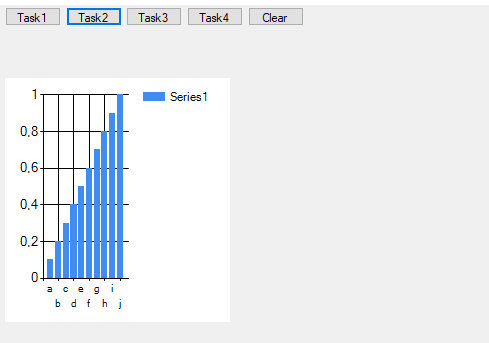 Task1 Task2 Task3 Task4 Clear
1 Series1
0,8
0,6
0,4
0,2
0
a c e g i
b d f h j